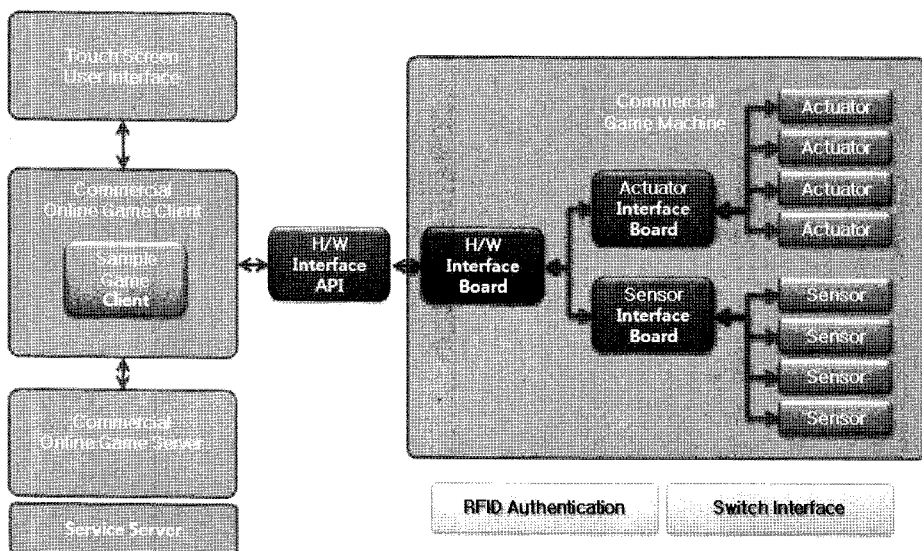 Touch Screen
User Interface
Commercial
Online Game Client
Sample
Game
Client
Commercial
Online Game Server
Service Server
H/W
Interface
API
H/W
Interface
Board
Commercial
Game Machine
Actuator
Interface
Board
Sensor
Interface
Board
Actuator
Actuator
Actuator
Actuator
Sensor
Sensor
Sensor
Sensor
RFID Authentication
Switch Interface